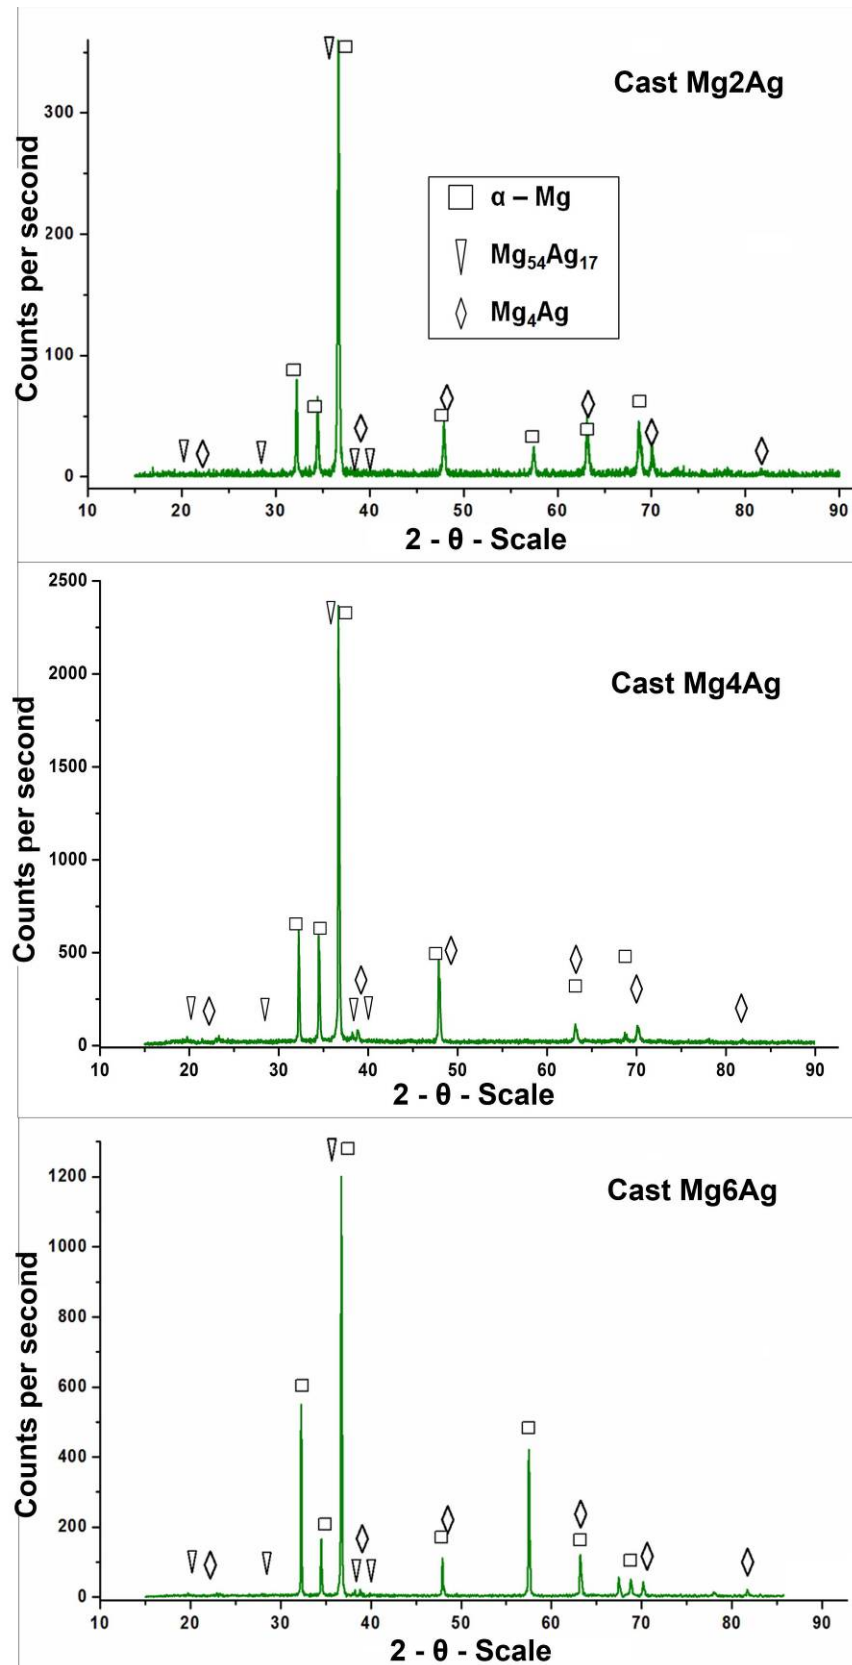 Cast Mg2Ag
Counts per second
300
200
100
0
α – Mg
Mg₅₄Ag₁₇
Mg₄Ag
10 20 30 40 50 60 70 80 90
2 - θ - Scale
Cast Mg4Ag
Counts per second
2500
2000
1500
1000
500
0
10 20 30 40 50 60 70 80 90
2 - θ - Scale
Cast Mg6Ag
Counts per second
1200
1000
800
600
400
200
0
10 20 30 40 50 60 70 80 90
2 - θ - Scale